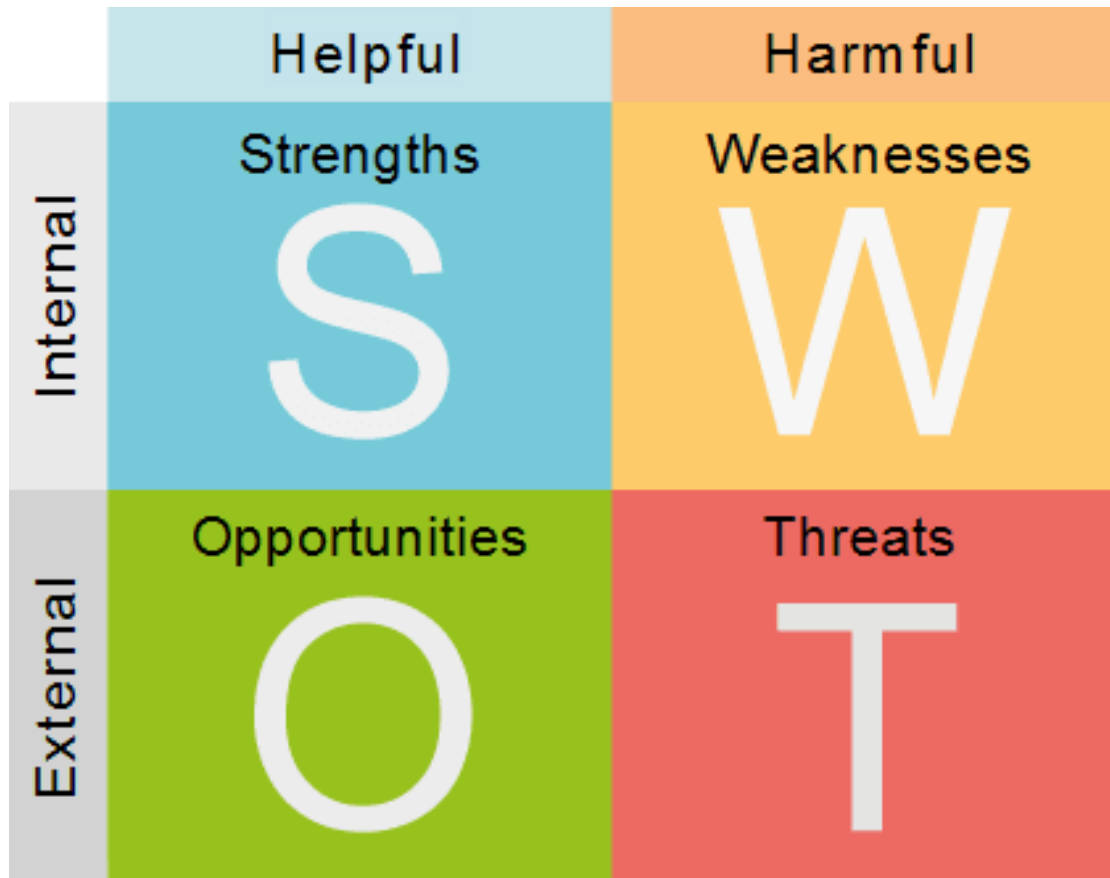 Helpful
Harmful
Internal
Strengths
S
Weaknesses
W
External
Opportunities
O
Threats
T